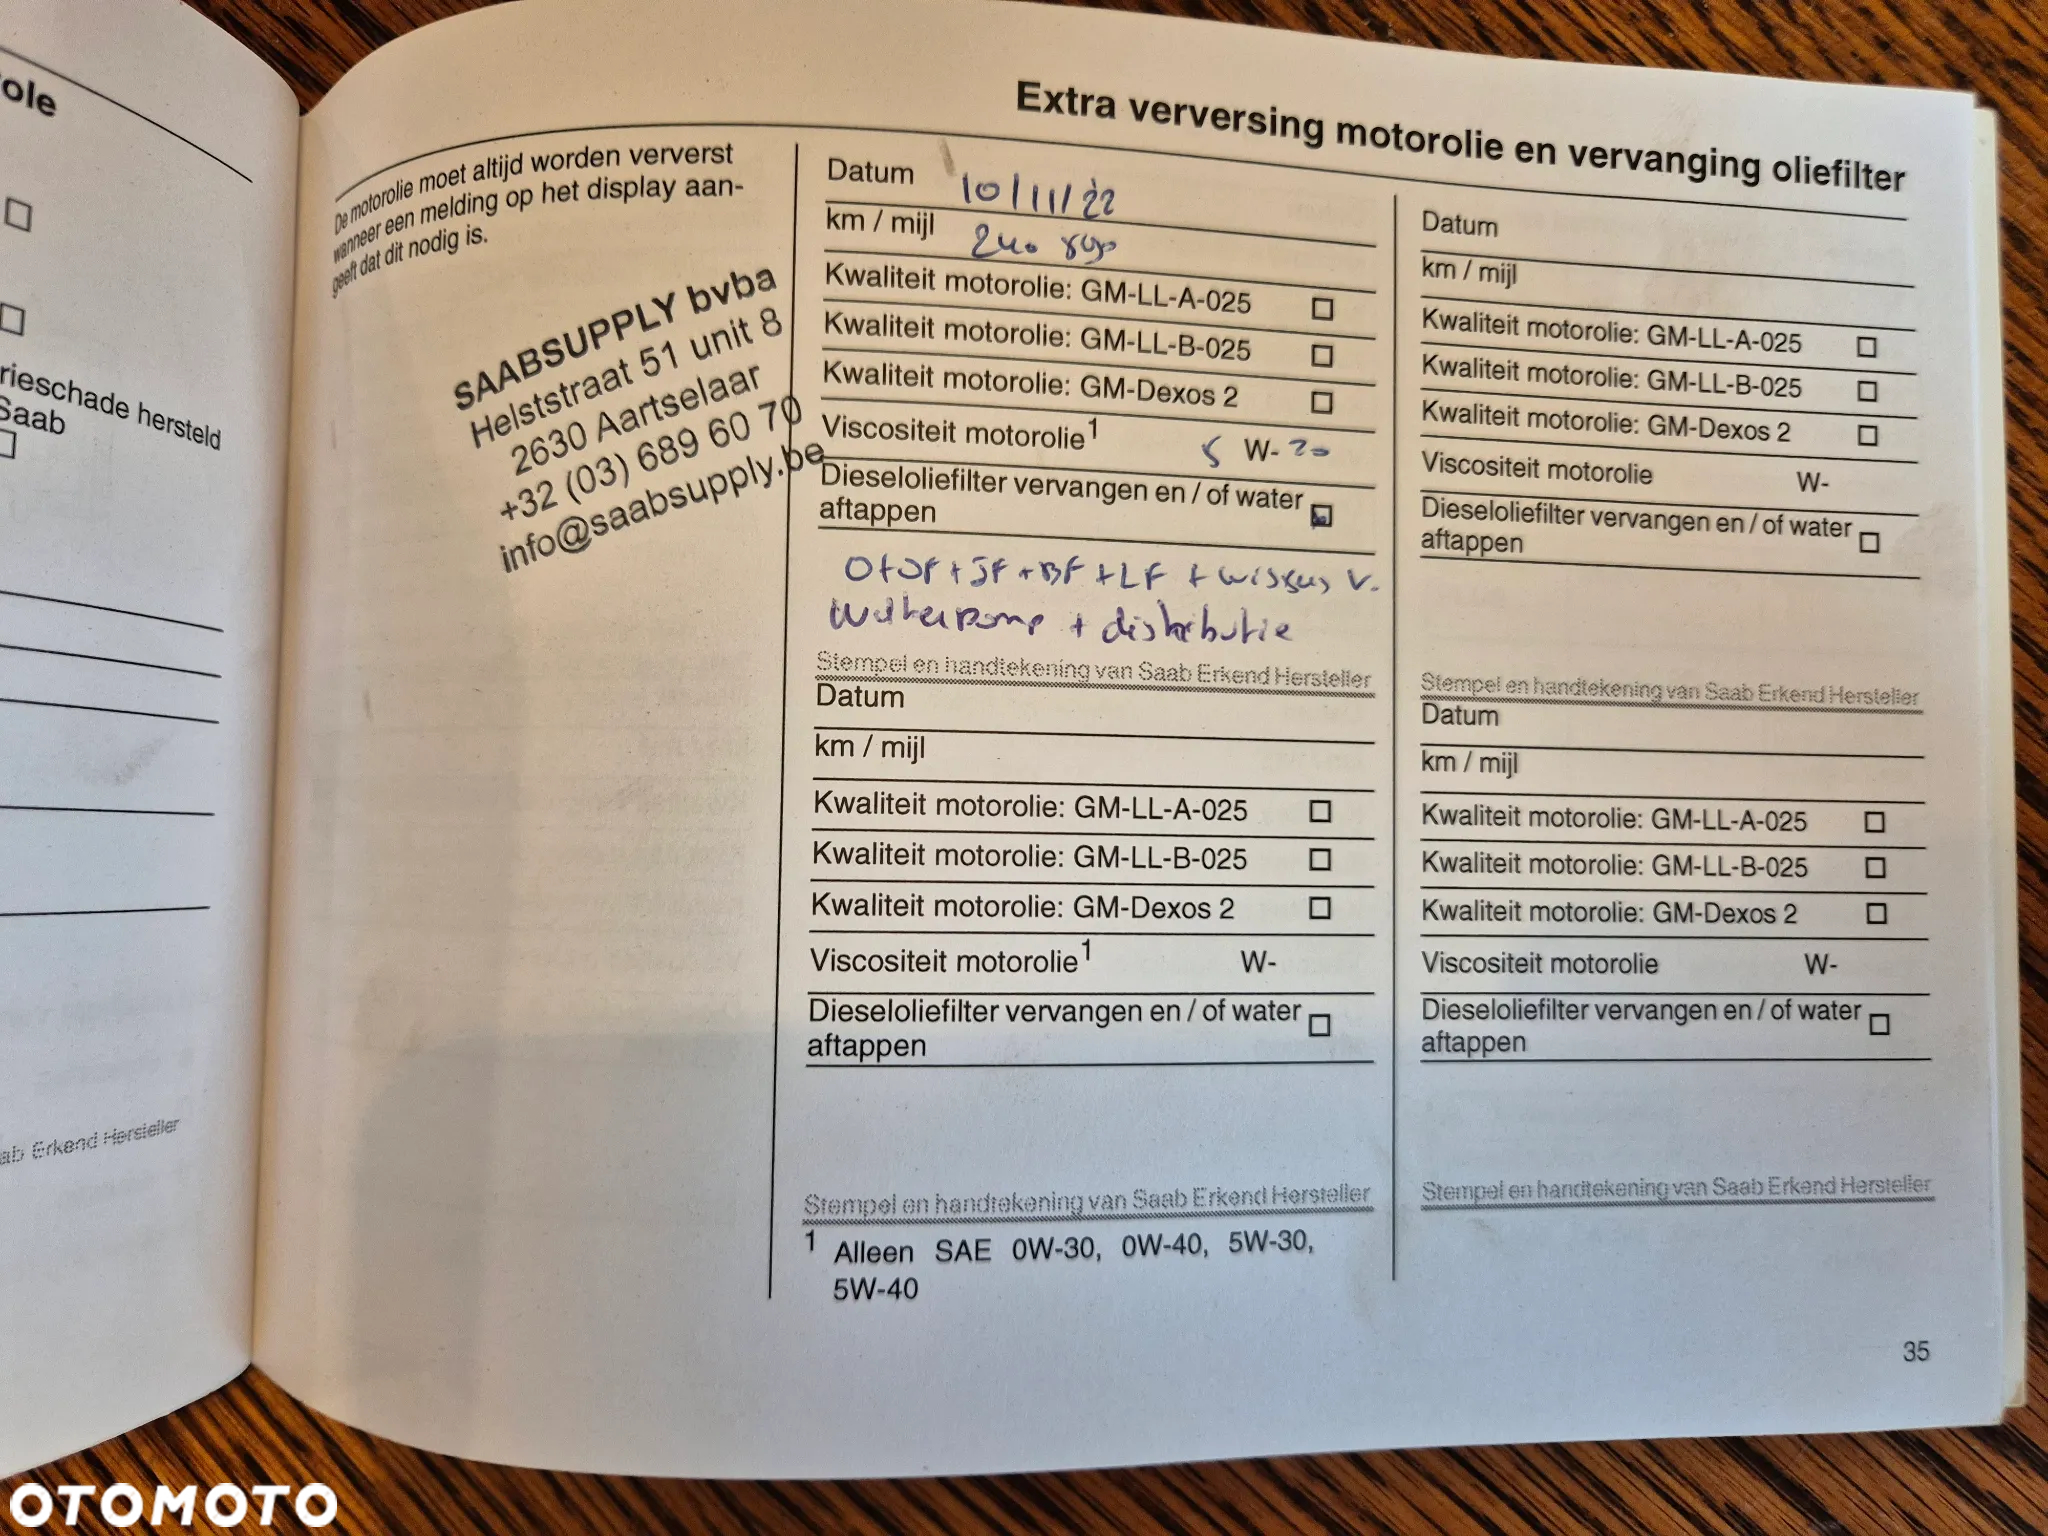 ole
rieschade hersteld
Saab
ab Erkend Hersteller
Extra verversing motorolie en vervanging oliefilter
De motorolie moet altijd worden ververst
wanneer een melding op het display aan-
geeft dat dit nodig is.
SAABSUPPLY bvba
Helststraat 51 unit 8
2630 Aartselaar
+32 (03) 689 60 70
info@saabsupply.be
Datum 10/11/22
km / mijl 240
Kwaliteit motorolie: GM-LL-A-025
Kwaliteit motorolie: GM-LL-B-025
Kwaliteit motorolie: GM-Dexos 2
Viscositeit motorolie1 5 W-30
Dieseloliefilter vervangen en / of water
aftappen
+ BF + LF + wissers V.
Waterpomp + distributie
Stempel en handtekening van Saab Erkend Hersteller
Datum
km / mijl
Kwaliteit motorolie: GM-LL-A-025
Kwaliteit motorolie: GM-LL-B-025
Kwaliteit motorolie: GM-Dexos 2
Viscositeit motorolie1 W-
Dieseloliefilter vervangen en / of water
aftappen
Stempel en handtekening van Saab Erkend Hersteller
1 Alleen SAE 0W-30, 0W-40, 5W-30,
5W-40
Datum
km / mijl
Kwaliteit motorolie: GM-LL-A-025
Kwaliteit motorolie: GM-LL-B-025
Kwaliteit motorolie: GM-Dexos 2
Viscositeit motorolie W-
Dieseloliefilter vervangen en / of water
aftappen
Stempel en handtekening van Saab Erkend Hersteller
Datum
km / mijl
Kwaliteit motorolie: GM-LL-A-025
Kwaliteit motorolie: GM-LL-B-025
Kwaliteit motorolie: GM-Dexos 2
Viscositeit motorolie W-
Dieseloliefilter vervangen en / of water
aftappen
Stempel en handtekening van Saab Erkend Hersteller
35
OTOMOTO